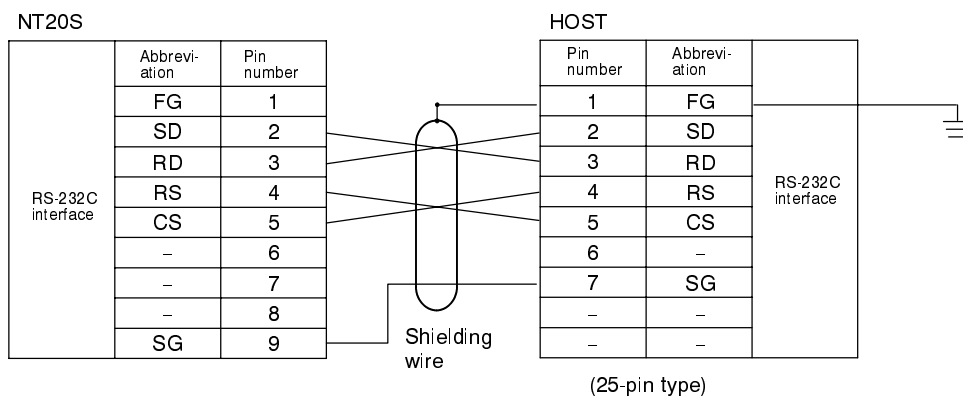 NT20S
HOST
Abbrevi-
ation
Pin
number
Pin
number
Abbrevi-
ation
FG 1
1 FG
SD 2
2 SD
RD 3
3 RD
RS 4
4 RS
RS-232C
interface
RS-232C
interface
CS 5
5 CS
– 6
6 –
– 7
7 SG
– 8
– –
SG 9
– –
Shielding
wire
(25-pin type)